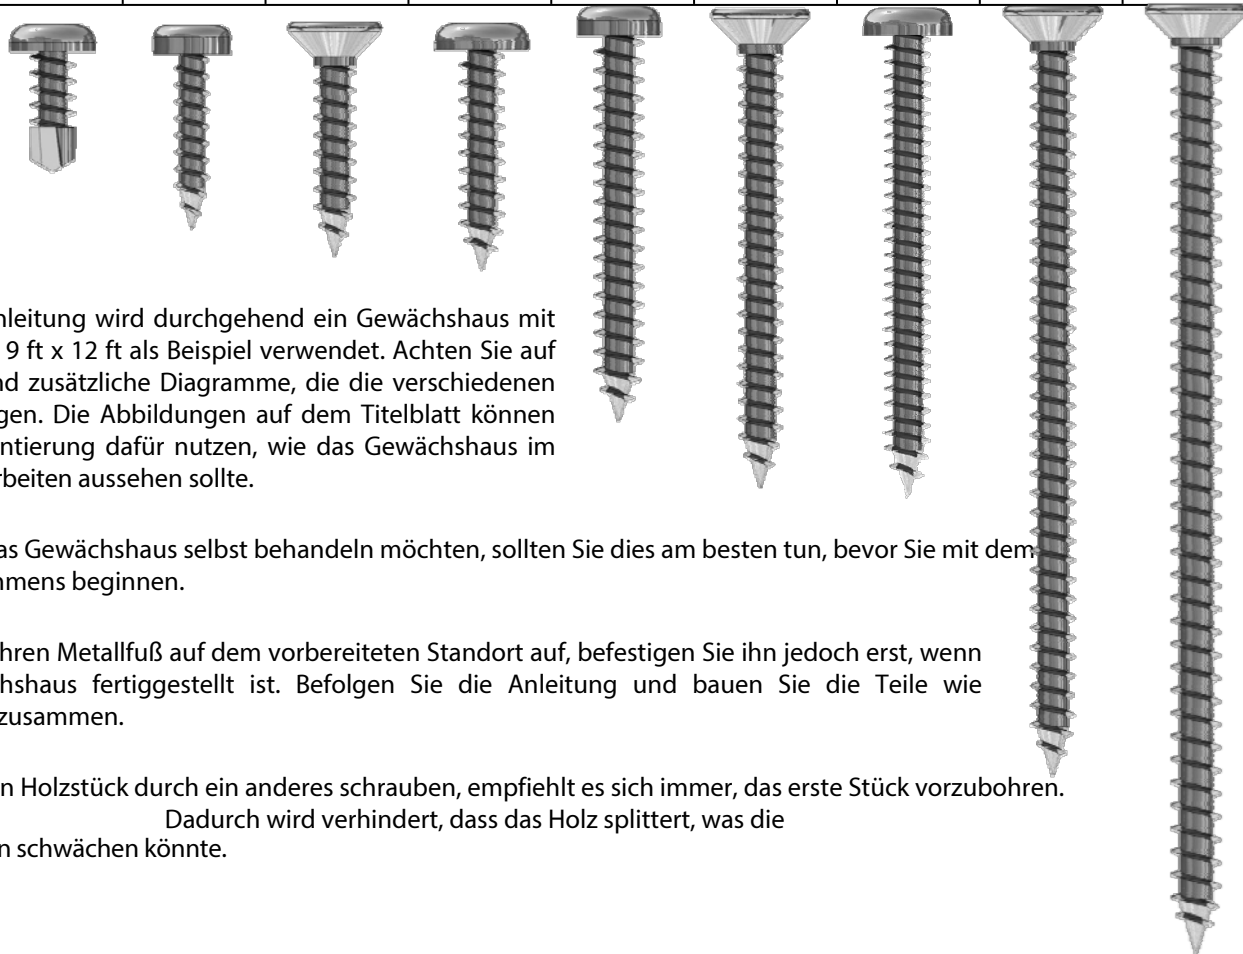 nleitung wird durchgehend ein Gewächshaus mit
9 ft x 12 ft als Beispiel verwendet. Achten Sie auf
nd zusätzliche Diagramme, die die verschiedenen
gen. Die Abbildungen auf dem Titelblatt können
ntierung dafür nutzen, wie das Gewächshaus im
rbeiten aussehen sollte.
as Gewächshaus selbst behandeln möchten, sollten Sie dies am besten tun, bevor Sie mit dem
mmens beginnen.
hren Metallfuß auf dem vorbereiteten Standort auf, befestigen Sie ihn jedoch erst, wenn
hshaus fertiggestellt ist. Befolgen Sie die Anleitung und bauen Sie die Teile wie
zusammen.
n Holzstück durch ein anderes schrauben, empfiehlt es sich immer, das erste Stück vorzubohren.
Dadurch wird verhindert, dass das Holz splittert, was die
n schwächen könnte.